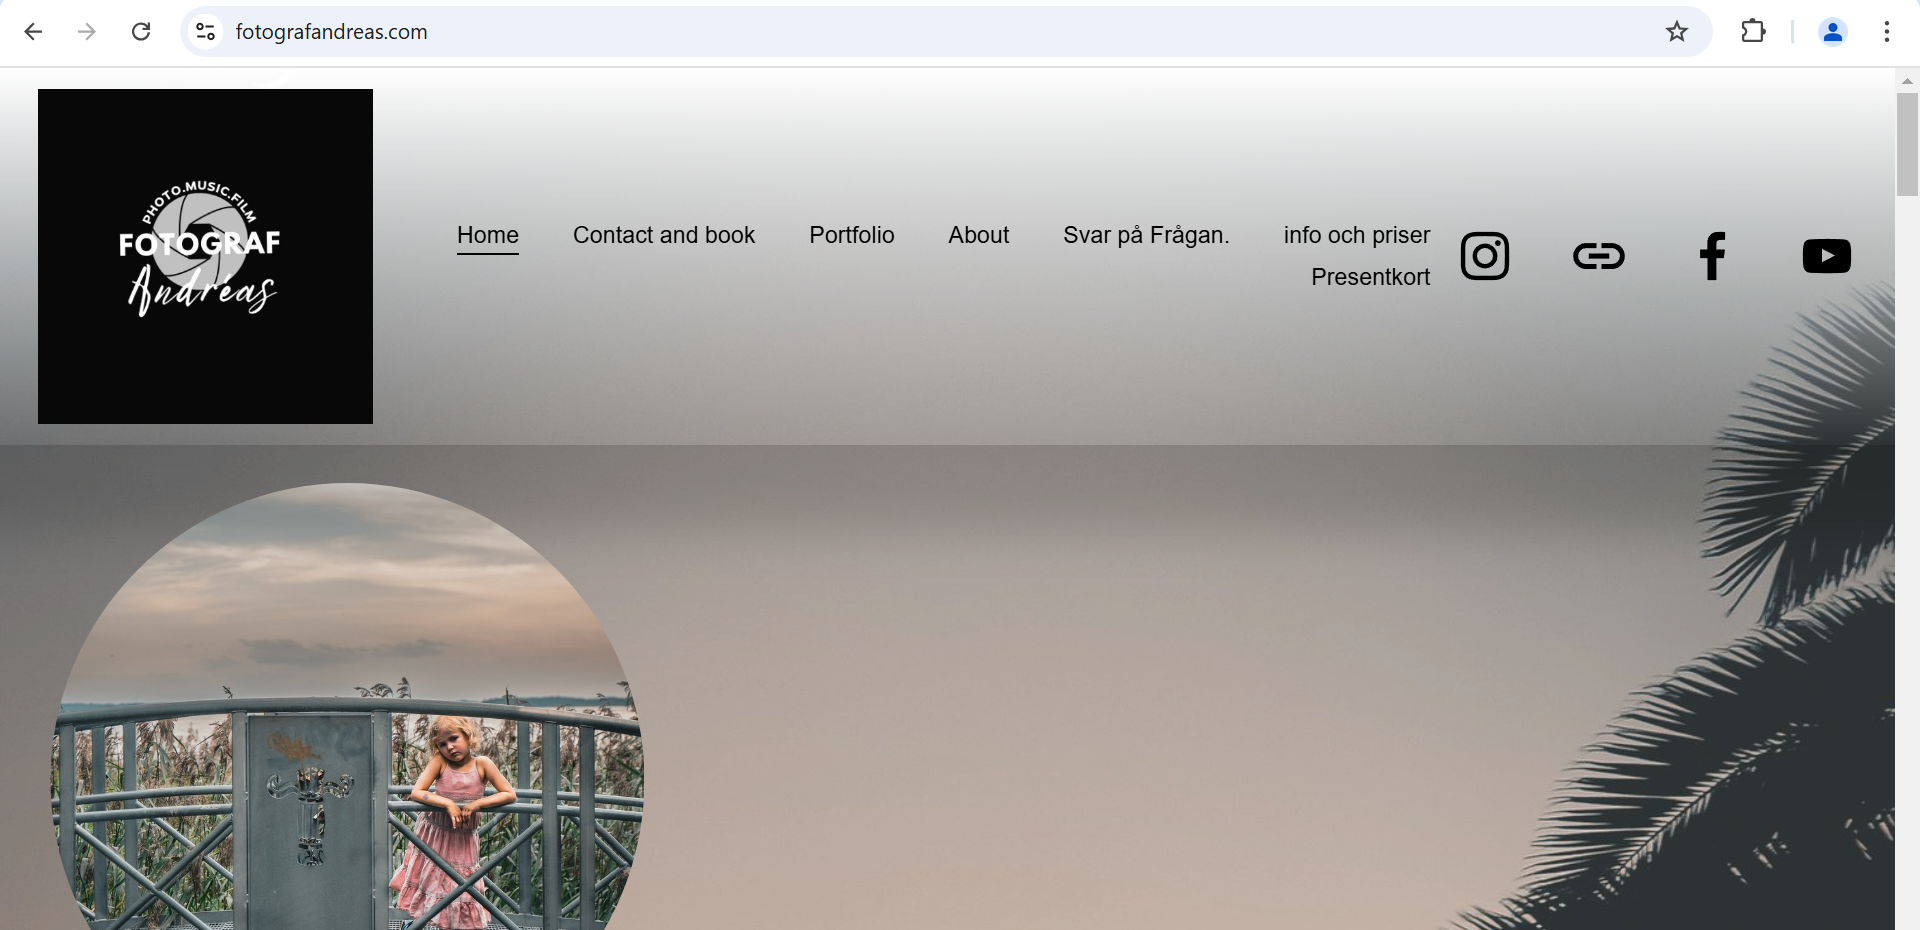 fotografandreas.com
PHOTO.MUSIC.FILM
FOTOGRAF
Andréas
Home
Contact and book
Portfolio
About
Svar på Frågan.
info och priser
Presentkort